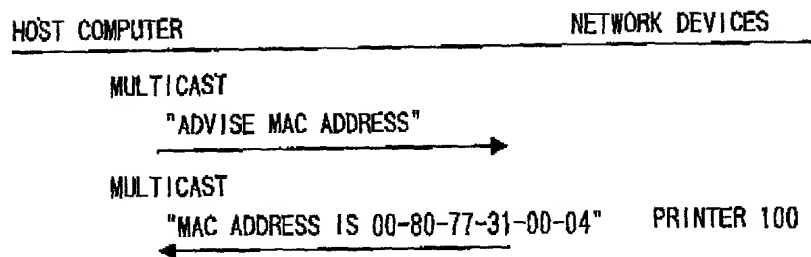 HOST COMPUTER NETWORK DEVICES
MULTICAST
"ADVISE MAC ADDRESS"
MULTICAST
"MAC ADDRESS IS 00-80-77-31-00-04" PRINTER 100